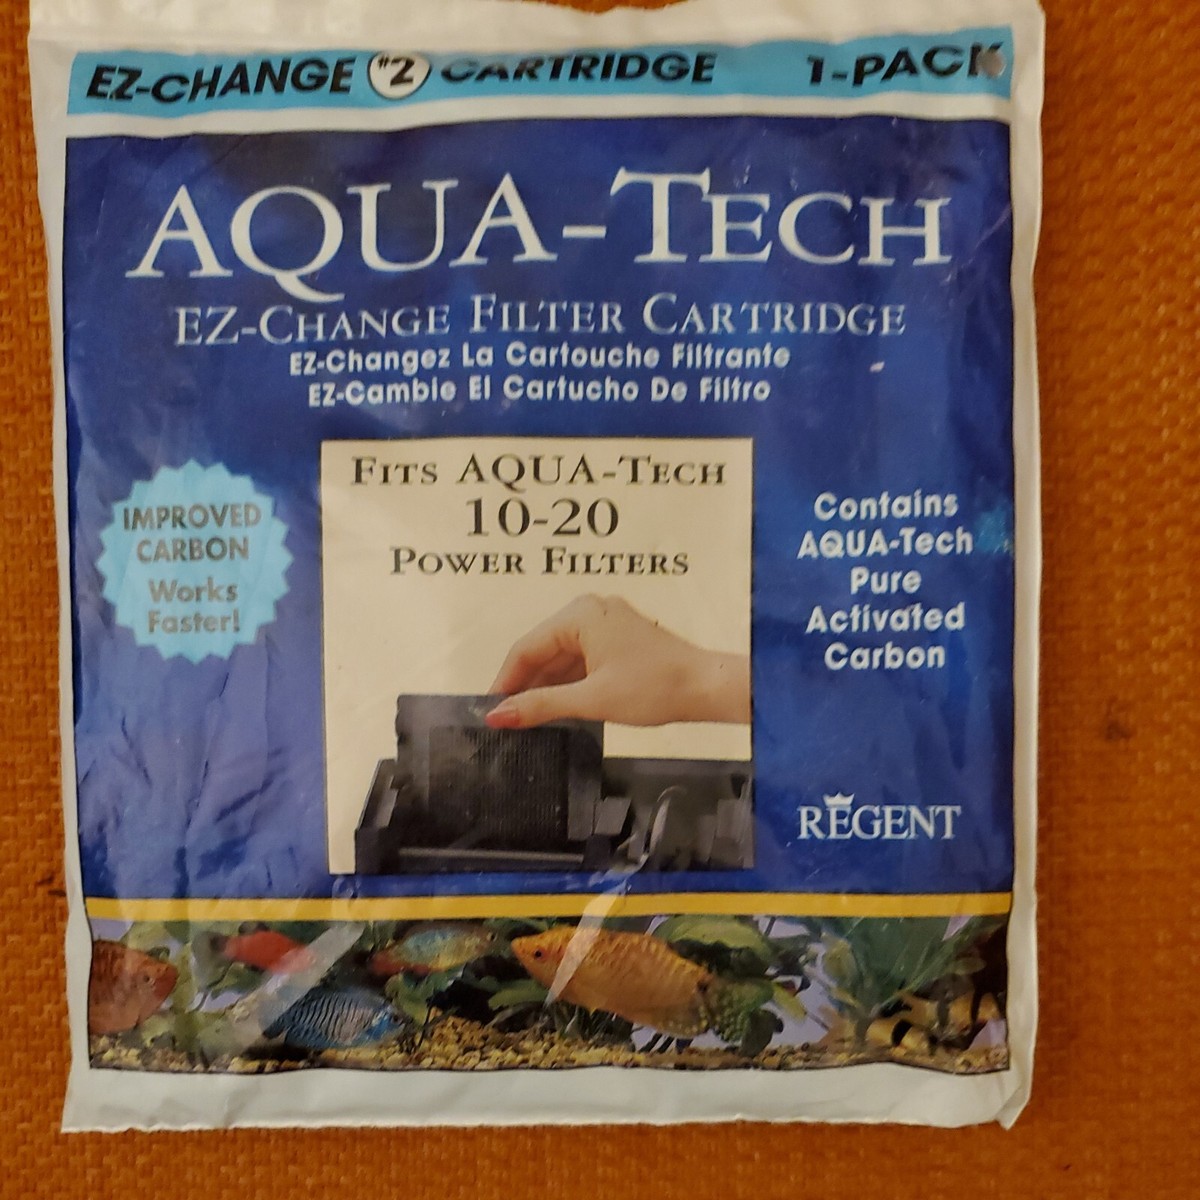 EZ-CHANGE #2 CARTRIDGE 1-PACK
AQUA-TECH
EZ-CHANGE FILTER CARTRIDGE
EZ-Changez La Cartouche Filtrante
EZ-Cambie El Cartucho De Filtro
FITS AQUA-TECH
10-20
POWER FILTERS
IMPROVED
CARBON
Works
Faster!
Contains
AQUA-Tech
Pure
Activated
Carbon
REGENT